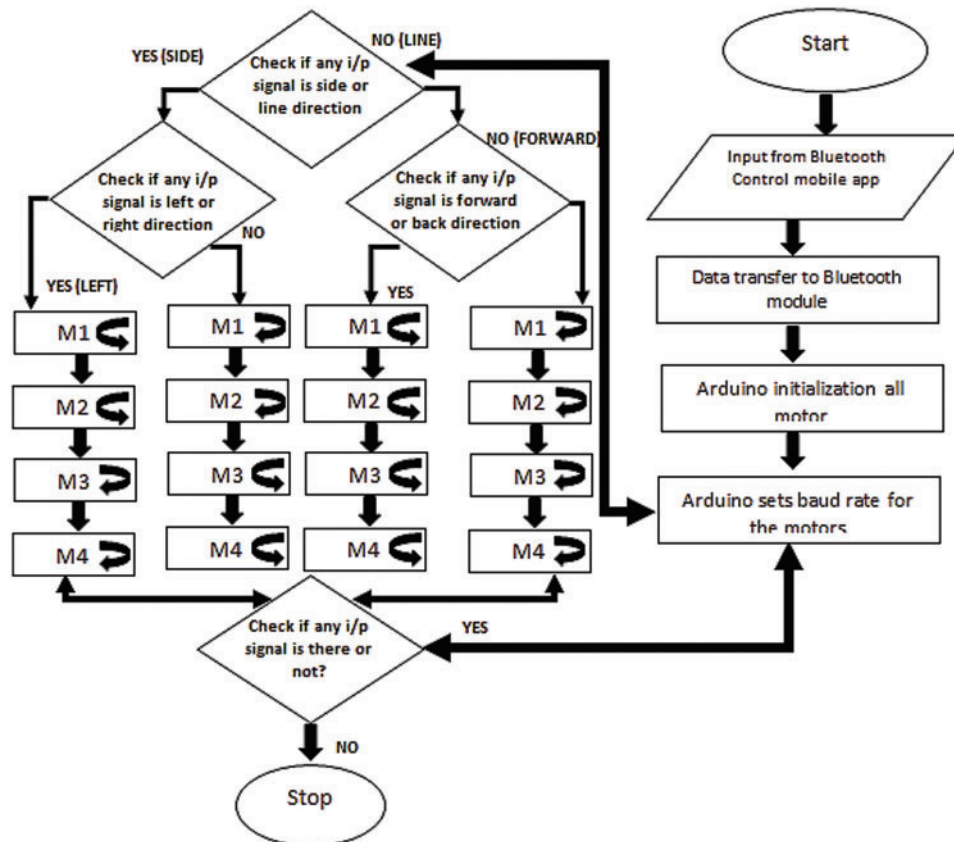 Start
Input from Bluetooth
Control mobile app
Data transfer to Bluetooth
module
Arduino initialization all
motor
Arduino sets baud rate for
the motors
YES (SIDE)
NO (LINE)
Check if any i/p
signal is side or
line direction
NO (FORWARD)
Check if any i/p
signal is left or
right direction
Check if any i/p
signal is forward
or back direction
YES (LEFT)
NO
YES
M1
M2
M3
M4
M1
M2
M3
M4
M1
M2
M3
M4
M1
M2
M3
M4
Check if any i/p
signal is there or
not?
YES
NO
Stop